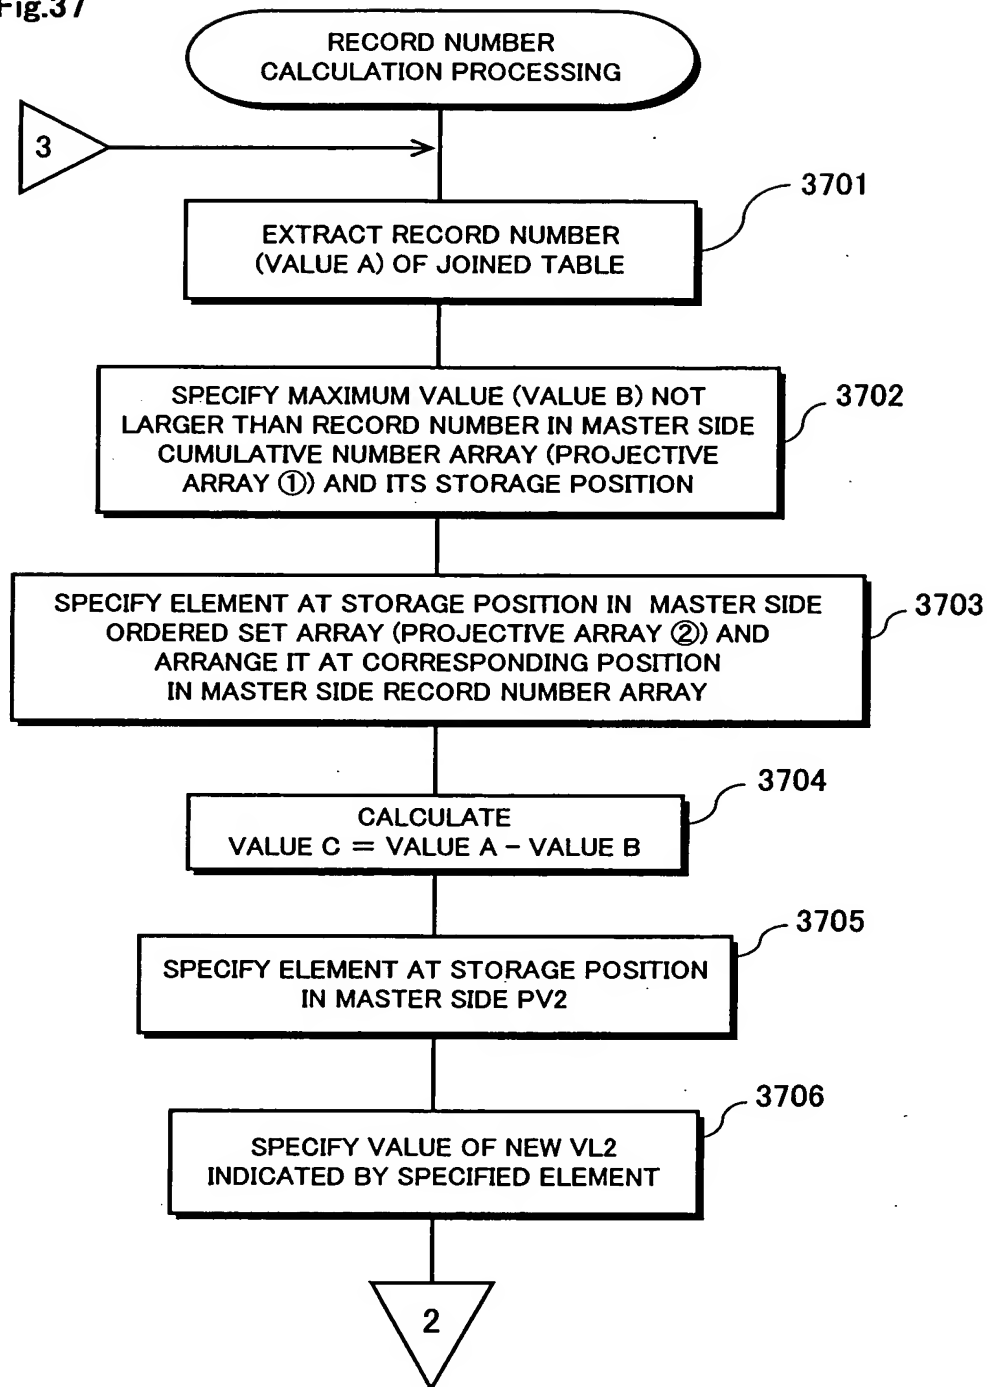 Fig.37
RECORD NUMBER
CALCULATION PROCESSING
3
3701
EXTRACT RECORD NUMBER
(VALUE A) OF JOINED TABLE
3702
SPECIFY MAXIMUM VALUE (VALUE B) NOT
LARGER THAN RECORD NUMBER IN MASTER SIDE
CUMULATIVE NUMBER ARRAY (PROJECTIVE
ARRAY ①) AND ITS STORAGE POSITION
3703
SPECIFY ELEMENT AT STORAGE POSITION IN MASTER SIDE
ORDERED SET ARRAY (PROJECTIVE ARRAY ②) AND
ARRANGE IT AT CORRESPONDING POSITION
IN MASTER SIDE RECORD NUMBER ARRAY
3704
CALCULATE
VALUE C = VALUE A - VALUE B
3705
SPECIFY ELEMENT AT STORAGE POSITION
IN MASTER SIDE PV2
3706
SPECIFY VALUE OF NEW VL2
INDICATED BY SPECIFIED ELEMENT
2